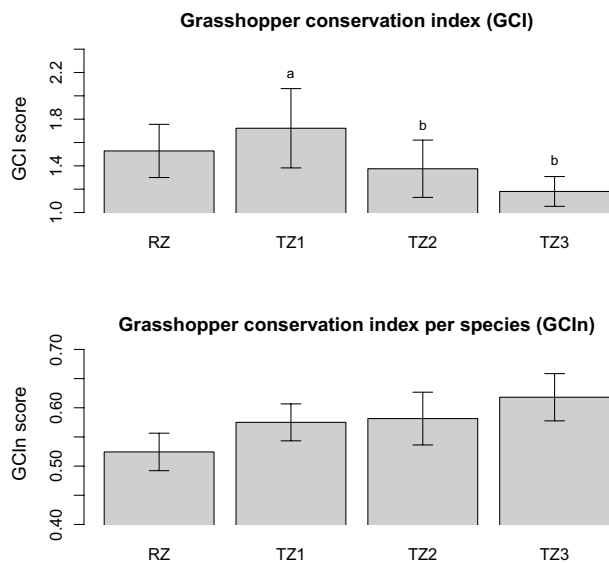 Grasshopper conservation index (GCI)
GCI score
2.2
1.8
1.4
1.0
a
b
b
RZ TZ1 TZ2 TZ3
Grasshopper conservation index per species (GCIn)
GCIn score
0.70
0.60
0.50
0.40
RZ TZ1 TZ2 TZ3